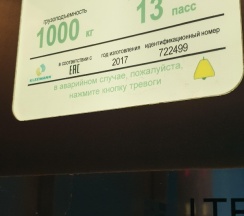 грузоподъемность
1000 кг 13 пасс
в соответствии с год изготовления идентификационный номер
EAC 2017 722499
в аварийном случае, пожалуйста,
нажмите кнопку тревоги